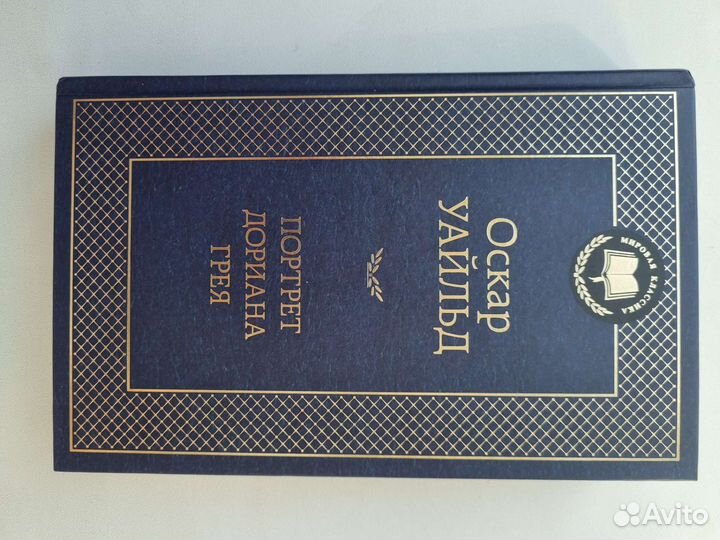 МИРОВАЯ КЛАССИКА
Оскар
УАЙЛЬД
ПОРТРЕТ
ДОРИАНА
ГРЕЯ
Avito